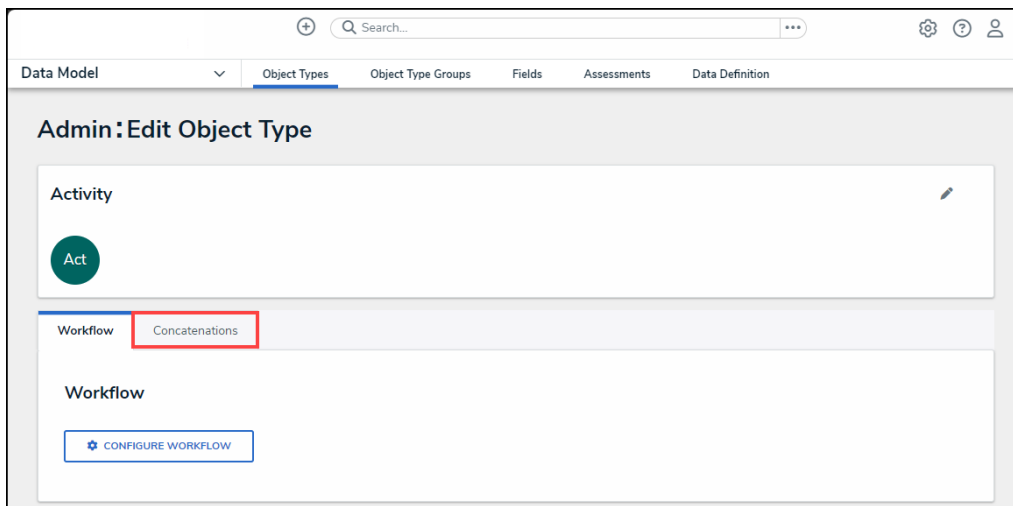 Search...
Data Model Object Types Object Type Groups Fields Assessments Data Definition
Admin:Edit Object Type
Activity
Act
Workflow Concatenations
Workflow
CONFIGURE WORKFLOW